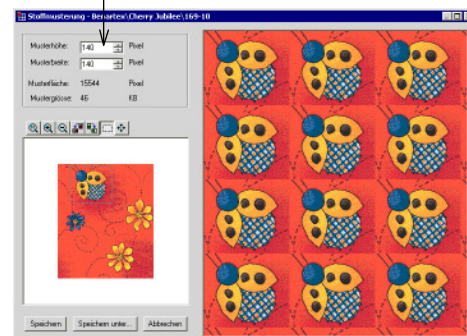 Stoffmusterung - Benartex\Cherry Jubilee\169-10
Musterhöhe: 140 Pixel
Musterbreite: 140 Pixel
Musterfläche: 15544 Pixel
Mustergrösse: 46 KB
Speichern Speichern unter... Abbrechen